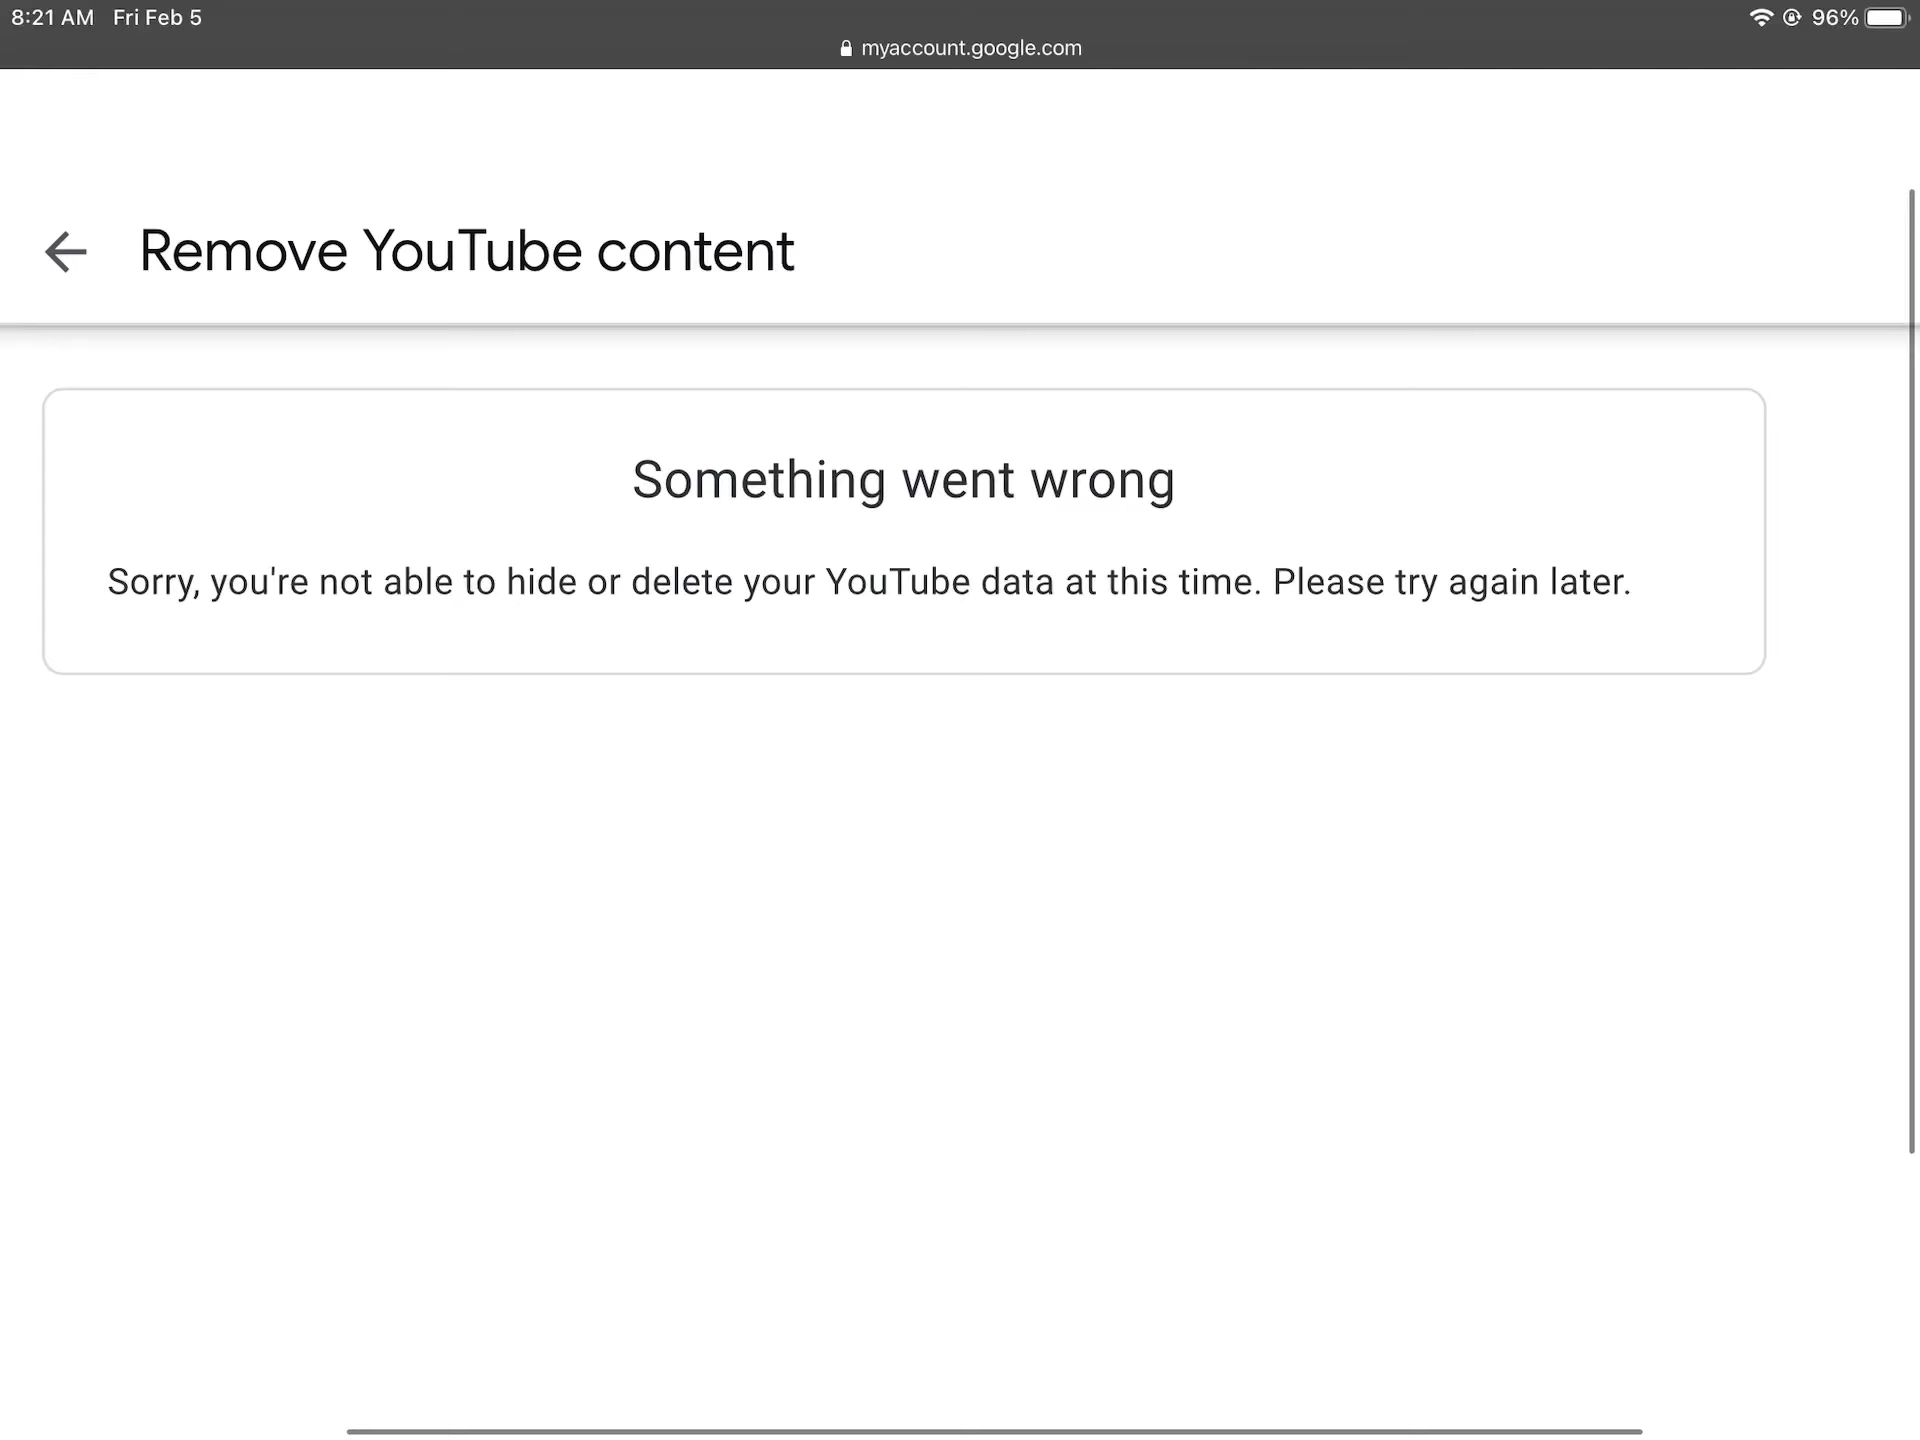 8:21 AM Fri Feb 5 96%
myaccount.google.com
Remove YouTube content
Something went wrong
Sorry, you're not able to hide or delete your YouTube data at this time. Please try again later.